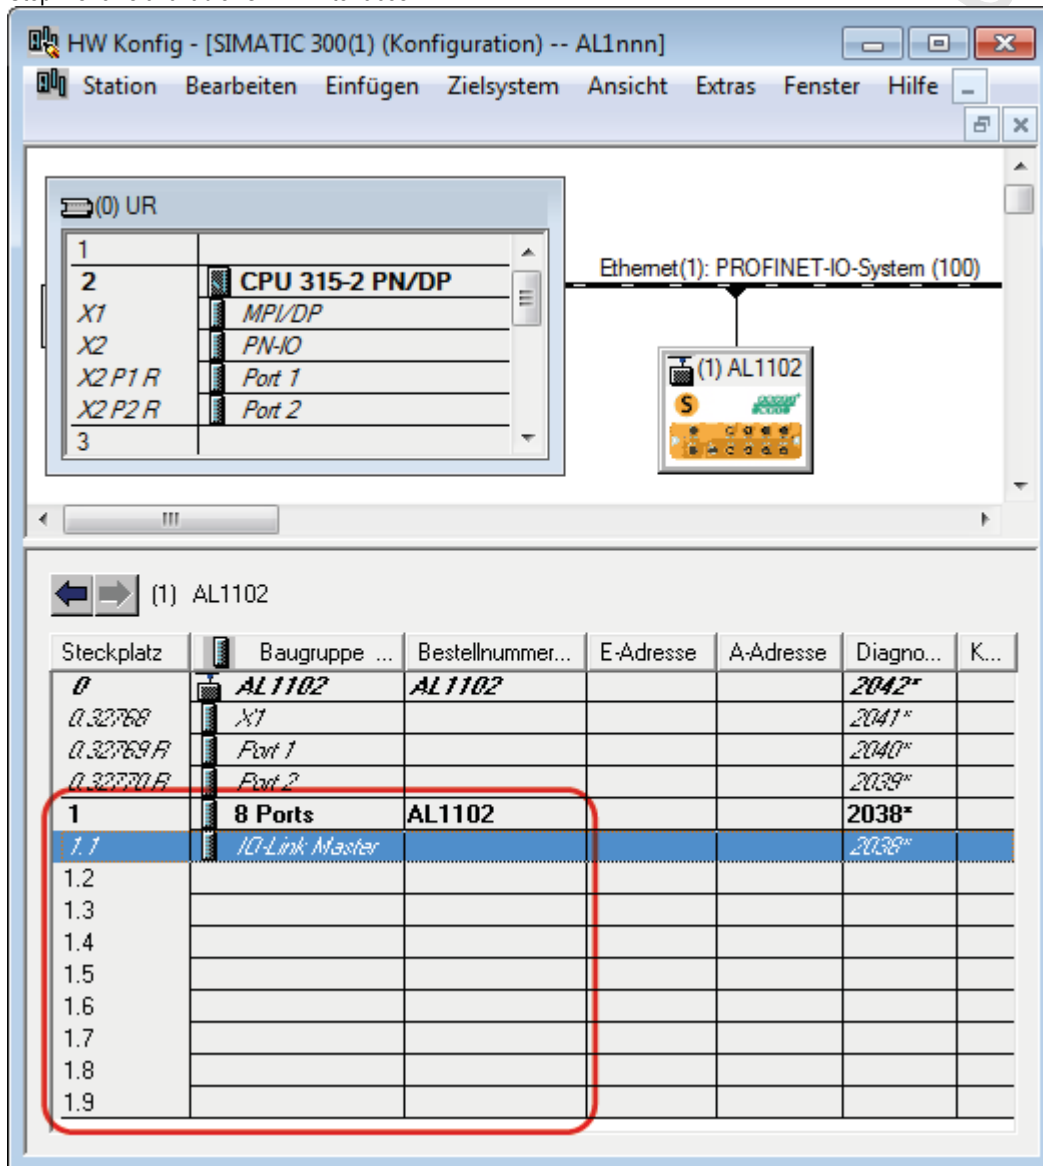 HW Konfig - [SIMATIC 300(1) (Konfiguration) -- AL1nnn]
Station Bearbeiten Einfügen Zielsystem Ansicht Extras Fenster Hilfe
(0) UR
1
2 CPU 315-2 PN/DP
X1 MPI/DP
X2 PN-IO
X2 P1 R Port 1
X2 P2 R Port 2
3
Ethernet(1): PROFINET-IO-System (100)
(1) AL1102
S
(1) AL1102
Steckplatz Baugruppe ... Bestellnummer... E-Adresse A-Adresse Diagno... K...
0 AL1102 AL1102 2042*
0.32768 X1 2041*
0.32769 R Port 1 2040*
0.32770 R Port 2 2039*
1 8 Ports AL1102 2038*
1.1 IO-Link Master 2038*
1.2
1.3
1.4
1.5
1.6
1.7
1.8
1.9